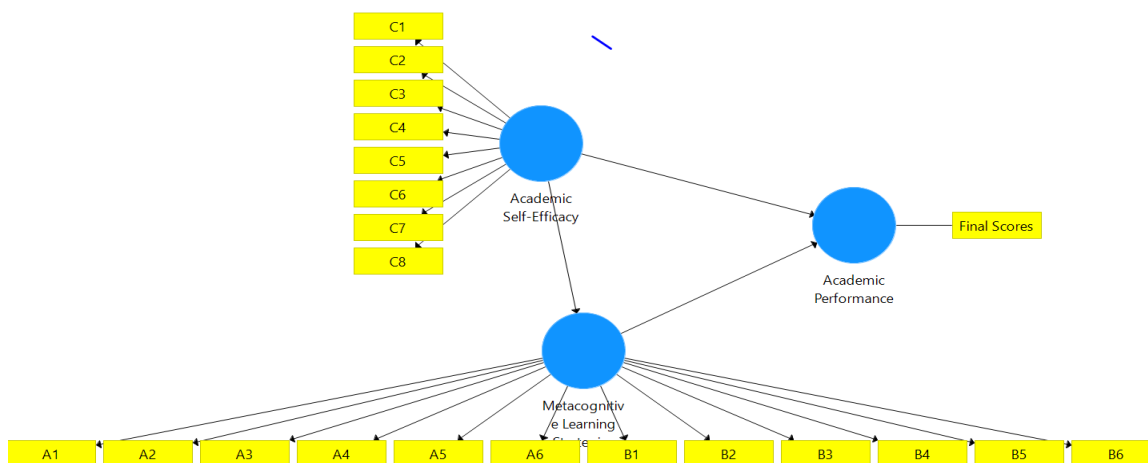 C1
C2
C3
C4
C5
C6
C7
C8
Academic
Self-Efficacy
Final Scores
Academic
Performance
Metacognitiv
e Learning
A1
A2
A3
A4
A5
A6
B1
B2
B3
B4
B5
B6